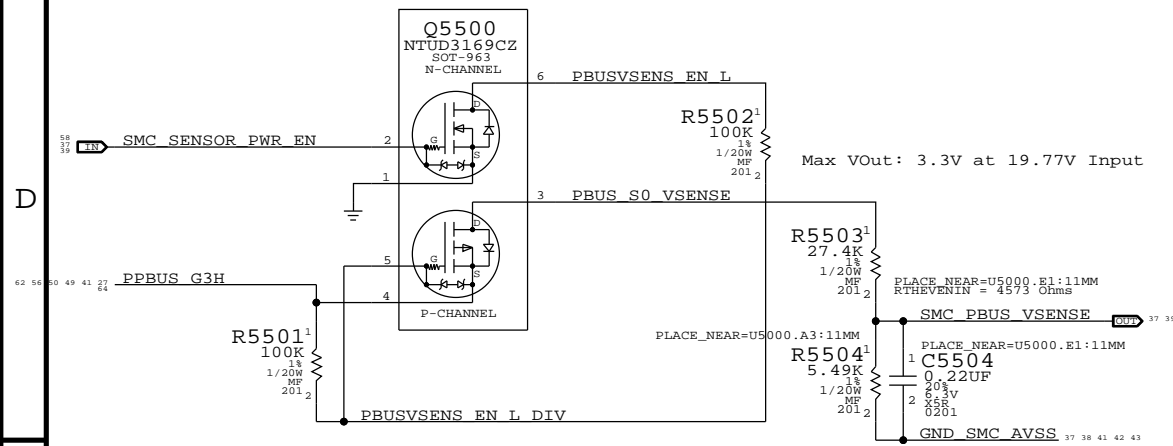 Q5500
NTUD3169CZ
SOT-963
N-CHANNEL
6 PBUSVSENS_EN_L
D
R5502 1
100K
1%
1/20W
MF
201 2
58
37
39
IN SMC_SENSOR_PWR_EN 2
G
S
Max VOut: 3.3V at 19.77V Input
1
D
3 PBUS_S0_VSENSE
D
R5503 1
27.4K
1%
1/20W
MF
201 2
5
G
S
62 56 50 49 41 27
64
PPBUS_G3H
4
PLACE_NEAR=U5000.E1:11MM
RTHEVENIN = 4573 Ohms
P-CHANNEL
SMC_PBUS_VSENSE OUT 37 39
R5501 1
100K
1%
1/20W
MF
201 2
PLACE_NEAR=U5000.A3:11MM
R5504 1
5.49K
1%
1/20W
MF
201 2
PLACE_NEAR=U5000.E1:11MM
1 C5504
0.22UF
20%
6.3V
2 X5R
0201
PBUSVSENS_EN_L_DIV
GND_SMC_AVSS 37 38 41 42 43